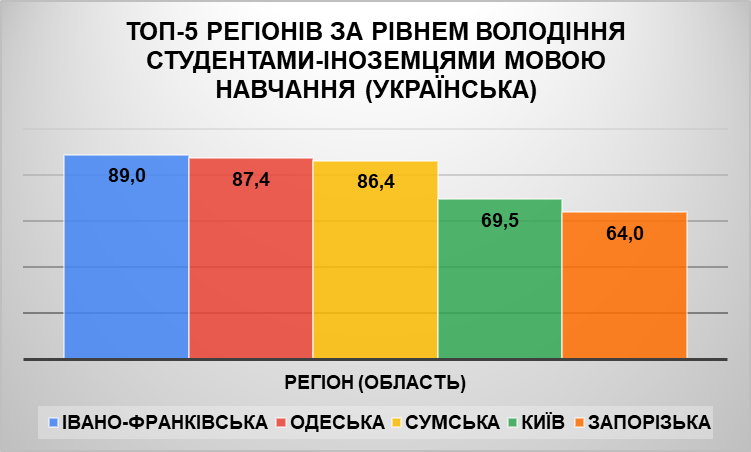 ТОП-5 РЕГІОНІВ ЗА РІВНЕМ ВОЛОДІННЯ
СТУДЕНТАМИ-ІНОЗЕМЦЯМИ МОВОЮ
НАВЧАННЯ (УКРАЇНСЬКА)
89,0 87,4 86,4 69,5 64,0
РЕГІОН (ОБЛАСТЬ)
ІВАНО-ФРАНКІВСЬКА ОДЕСЬКА СУМСЬКА КИЇВ ЗАПОРІЗЬКА